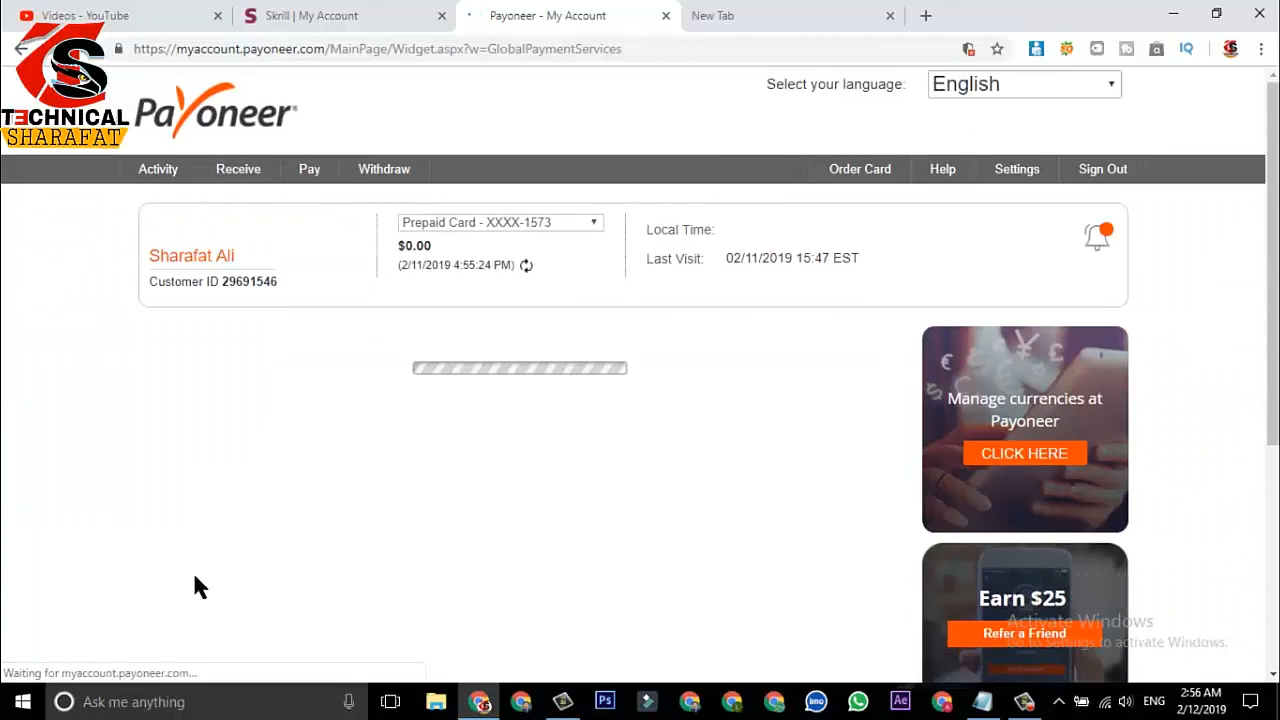 Videos - YouTube
Skrill | My Account
Payoneer - My Account
New Tab
https://myaccount.payoneer.com/MainPage/Widget.aspx?w=GlobalPaymentServices
TECHNICAL
SHARAFAT
Payoneer
Select your language:
English
Activity
Receive
Pay
Withdraw
Order Card
Help
Settings
Sign Out
Sharafat Ali
Customer ID 29691546
Prepaid Card - XXXX-1573
$0.00
(2/11/2019 4:55:24 PM)
Local Time:
Last Visit: 02/11/2019 15:47 EST
Manage currencies at
Payoneer
CLICK HERE
Earn $25
Refer a Friend
Activate Windows
Go to Settings to activate Windows.
Waiting for myaccount.payoneer.com...
Ask me anything
ENG
2:56 AM
2/12/2019